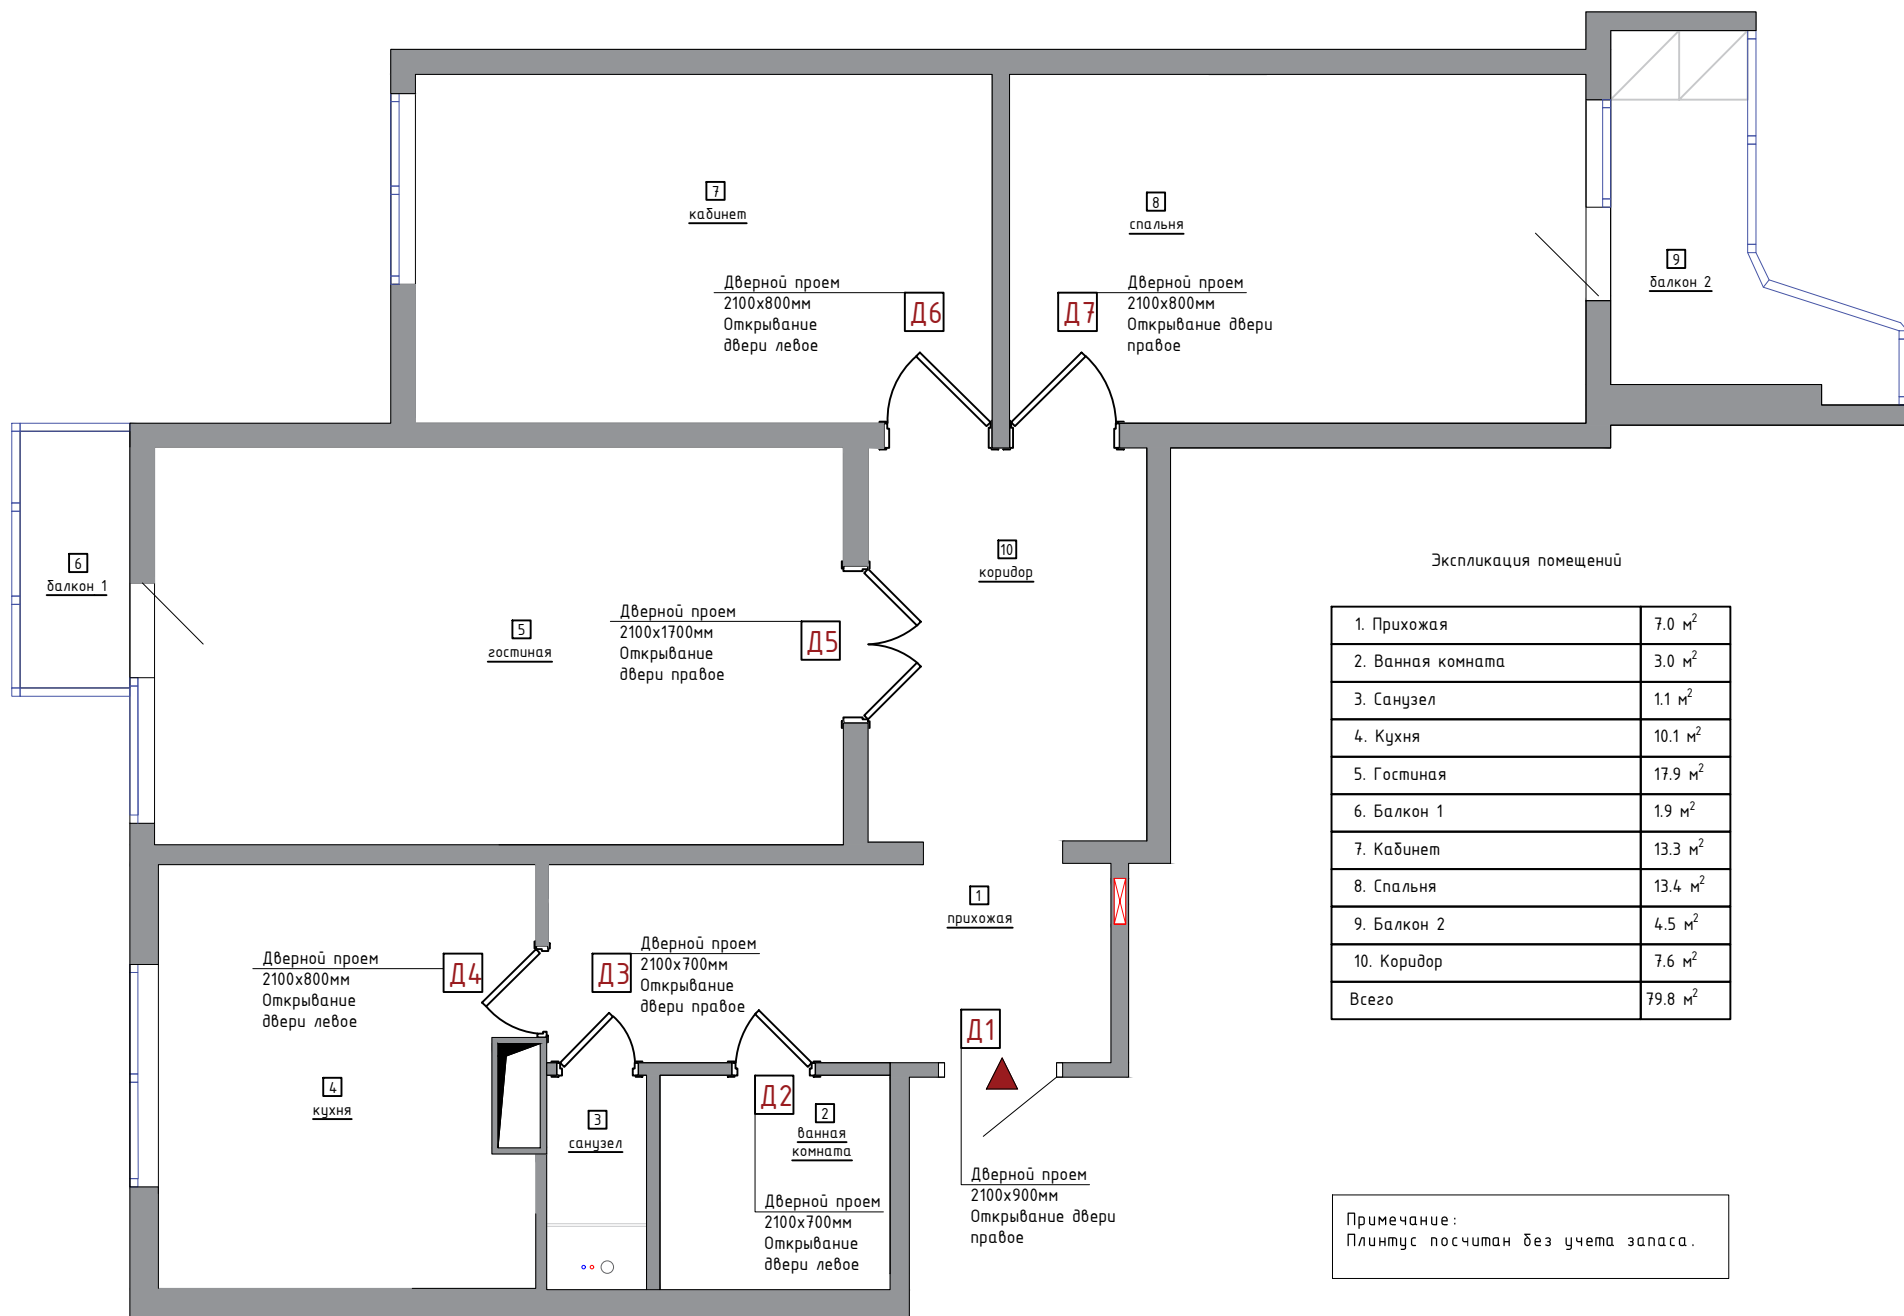 7
кабинет
8
спальня
9
балкон 2
Дверной проем
2100х800мм
Открывание
двери левое
Д6
Д7
Дверной проем
2100х800мм
Открывание двери
правое
6
балкон 1
5
гостиная
Дверной проем
2100х1700мм
Открывание
двери правое
Д5
10
коридор
Экспликация помещений
1. Прихожая 7.0 м²
2. Ванная комната 3.0 м²
3. Санузел 1.1 м²
4. Кухня 10.1 м²
5. Гостиная 17.9 м²
6. Балкон 1 1.9 м²
7. Кабинет 13.3 м²
8. Спальня 13.4 м²
9. Балкон 2 4.5 м²
10. Коридор 7.6 м²
Всего 79.8 м²
1
прихожая
Дверной проем
2100х800мм
Открывание
двери левое
Д4
Д3
Дверной проем
2100х700мм
Открывание
двери правое
Д1
4
кухня
3
санузел
Д2
2
ванная
комната
Дверной проем
2100х700мм
Открывание
двери левое
Дверной проем
2100х900мм
Открывание двери
правое
Примечание:
Плинтус посчитан без учета запаса.